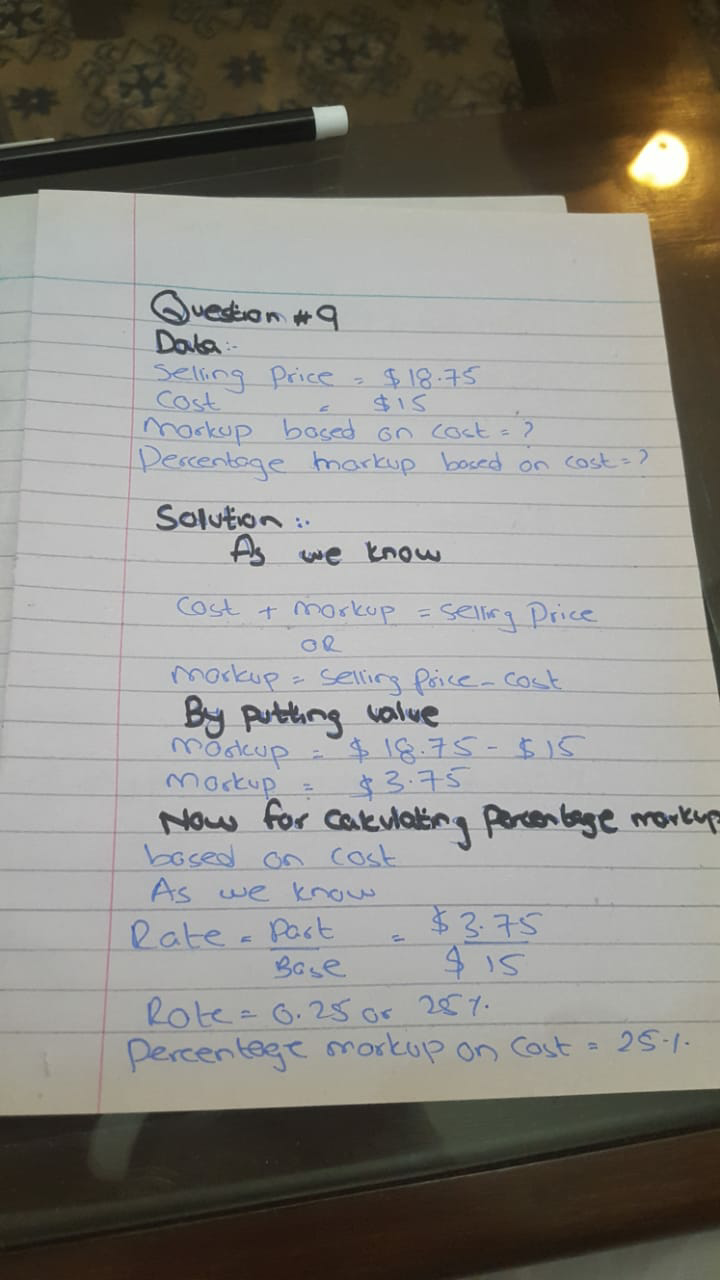 Question #9
Data:-
Selling Price = $18.75
Cost = $15
Markup based on cost = ?
Percentage markup based on cost = ?
Solution :-
As we know
Cost + markup = selling Price
OR
Markup = Selling Price - Cost
By putting value
Markup = $18.75 - $15
Markup = $3.75
Now for calculating percentage markup
based on cost
As we know
Rate = Part / Base = $3.75 / $15
Rate = 0.25 or 25%.
Percentage markup on Cost = 25%.